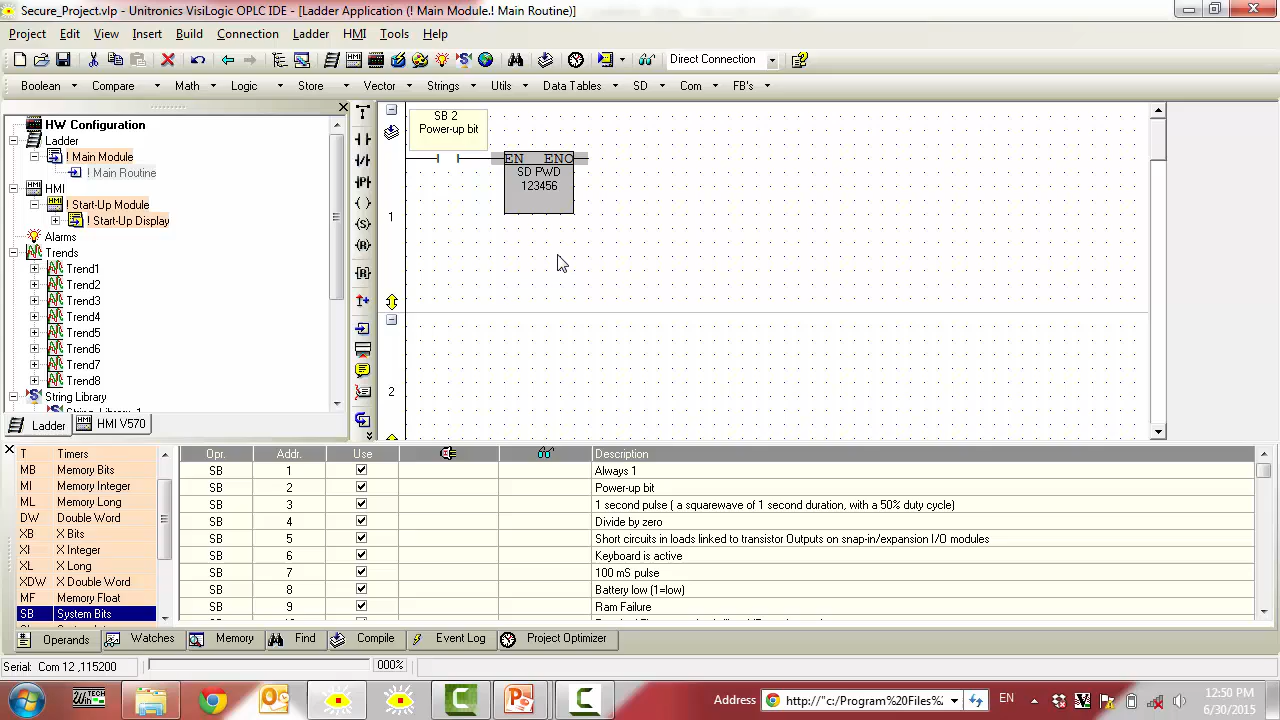 Secure_Project.vlp - Unitronics VisiLogic OPLC IDE - [Ladder Application (! Main Module.! Main Routine)]
Project Edit View Insert Build Connection Ladder HMI Tools Help
Direct Connection
Boolean Compare Math Logic Store Vector Strings Utils Data Tables SD Com FB's
HW Configuration
Ladder
! Main Module
! Main Routine
HMI
! Start-Up Module
! Start-Up Display
Alarms
Trends
Trend1
Trend2
Trend3
Trend4
Trend5
Trend6
Trend7
Trend8
String Library
Ladder HMI V570
SB 2
Power-up bit
EN ENO
SD PWD
123456
1
2
T Timers
MB Memory Bits
MI Memory Integer
ML Memory Long
DW Double Word
XB X Bits
XI X Integer
XL X Long
XDW X Double Word
MF Memory Float
SB System Bits
Opr. Addr. Use Description
SB 1 Always 1
SB 2 Power-up bit
SB 3 1 second pulse ( a squarewave of 1 second duration, with a 50% duty cycle)
SB 4 Divide by zero
SB 5 Short circuits in loads linked to transistor Outputs on snap-in/expansion I/O modules
SB 6 Keyboard is active
SB 7 100 mS pulse
SB 8 Battery low (1=low)
SB 9 Ram Failure
Operands Watches Memory Find Compile Event Log Project Optimizer
Serial: Com 12 ,115200 000%
Address http://"c:/Program%20Files%2 EN 12:50 PM
6/30/2015